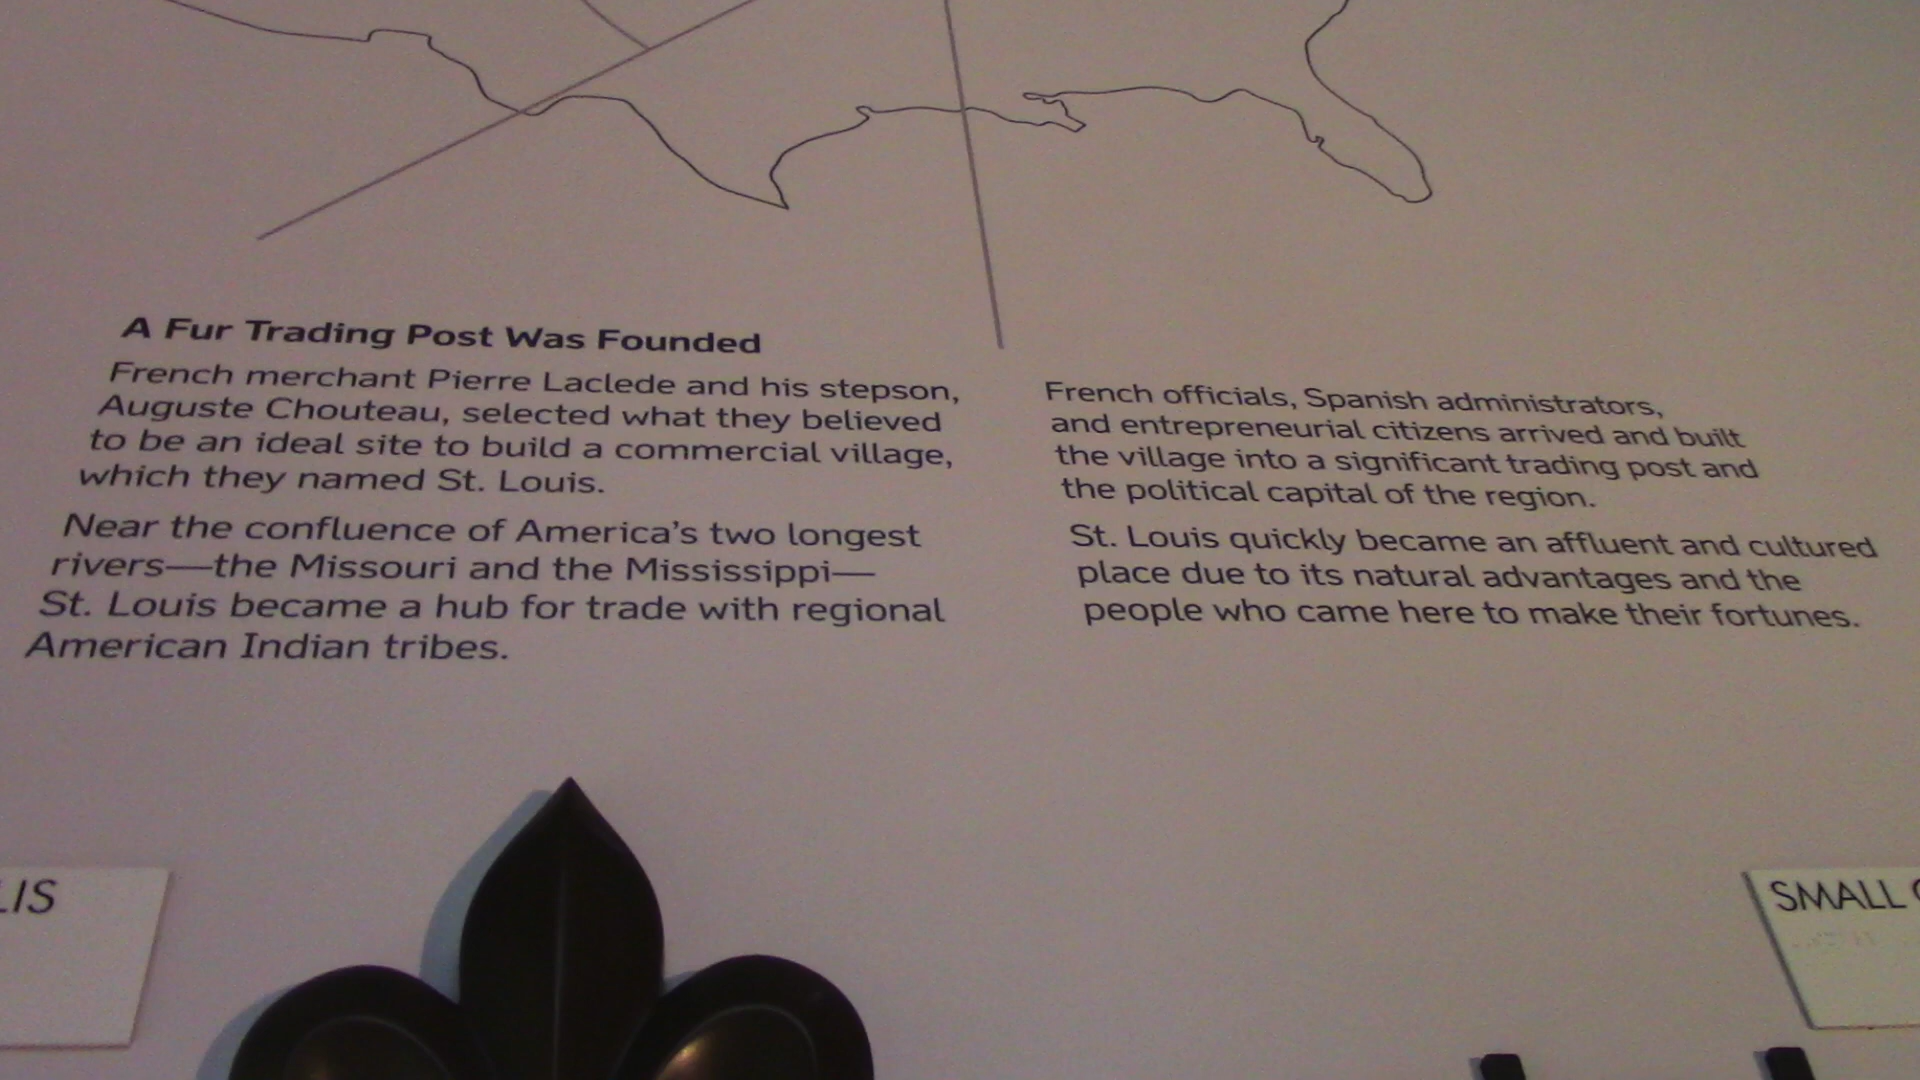 A Fur Trading Post Was Founded
French merchant Pierre Laclede and his stepson,
Auguste Chouteau, selected what they believed
to be an ideal site to build a commercial village,
which they named St. Louis.
Near the confluence of America's two longest
rivers—the Missouri and the Mississippi—
St. Louis became a hub for trade with regional
American Indian tribes.
French officials, Spanish administrators,
and entrepreneurial citizens arrived and built
the village into a significant trading post and
the political capital of the region.
St. Louis quickly became an affluent and cultured
place due to its natural advantages and the
people who came here to make their fortunes.
LIS
SMALL